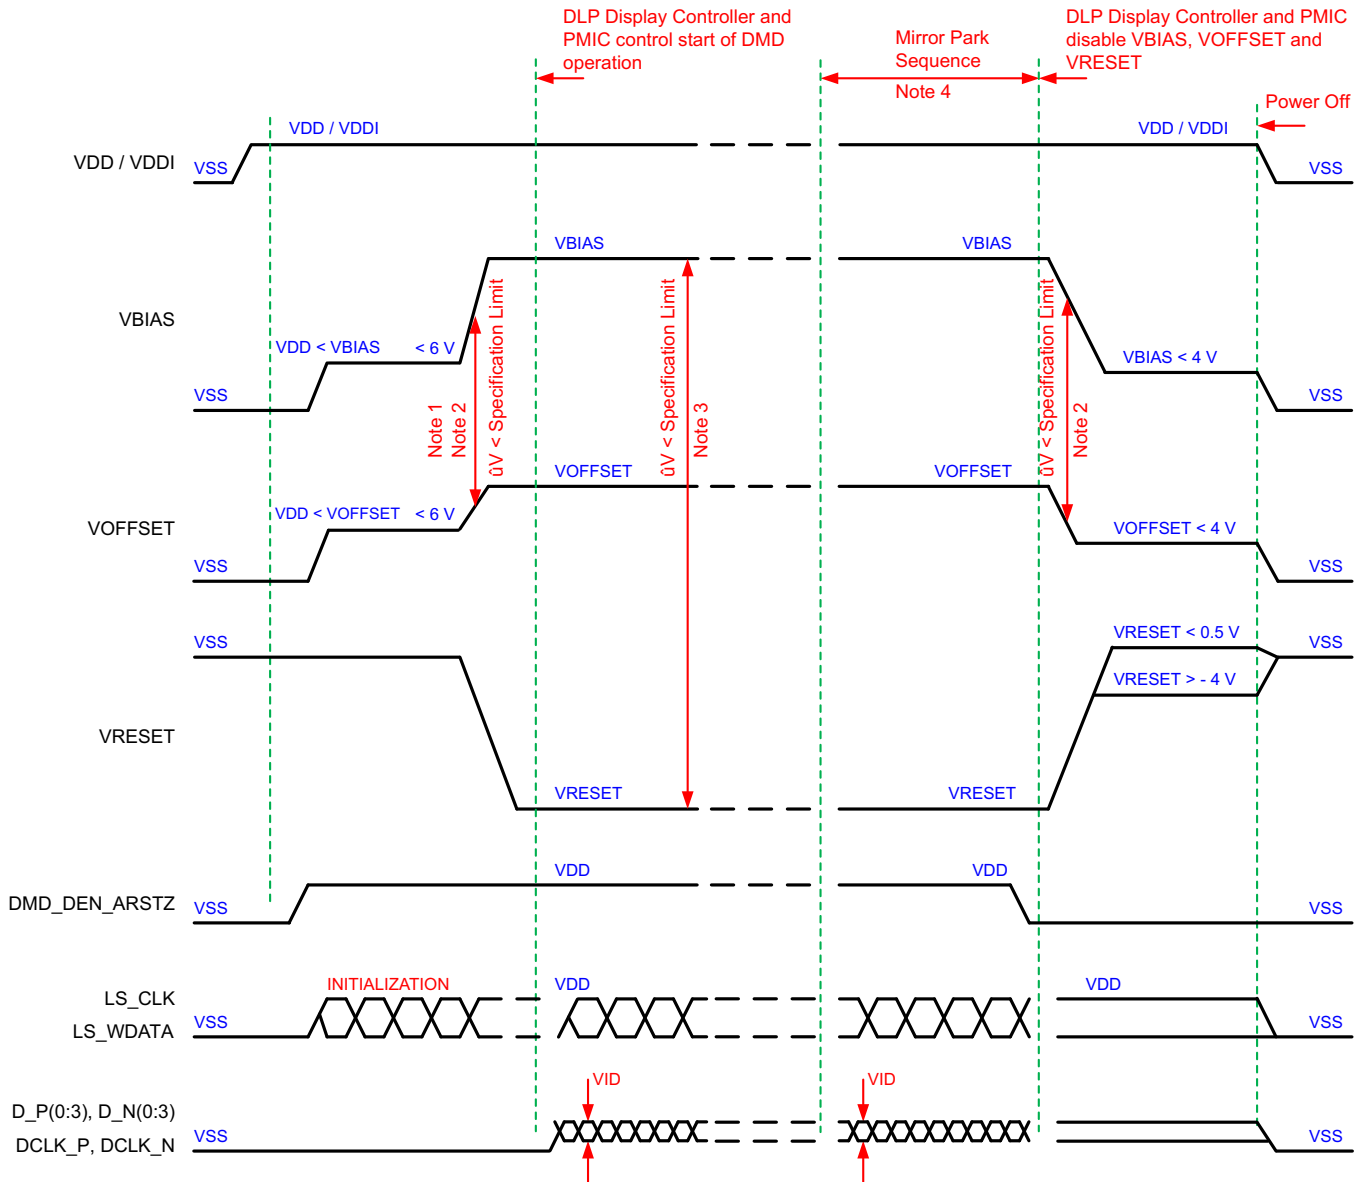 DLP Display Controller and
PMIC control start of DMD
operation
Mirror Park
Sequence
Note 4
DLP Display Controller and PMIC
disable VBIAS, VOFFSET and
VRESET
Power Off
VDD / VDDI
VSS
VDD / VDDI
VDD / VDDI
VSS
VBIAS
VSS
VDD < VBIAS < 6 V
VBIAS
VBIAS
VBIAS < 4 V
VSS
Note 1
Note 2
ûV < Specification Limit
ûV < Specification Limit
Note 3
ûV < Specification Limit
Note 2
VOFFSET
VSS
VDD < VOFFSET < 6 V
VOFFSET
VOFFSET
VOFFSET < 4 V
VSS
VRESET
VSS
VRESET
VRESET
VRESET < 0.5 V
VRESET > - 4 V
VSS
DMD_DEN_ARSTZ
VSS
VDD
VDD
VSS
LS_CLK
LS_WDATA
VSS
INITIALIZATION
VDD
VDD
VSS
D_P(0:3), D_N(0:3)
DCLK_P, DCLK_N
VSS
VID
VID
VSS